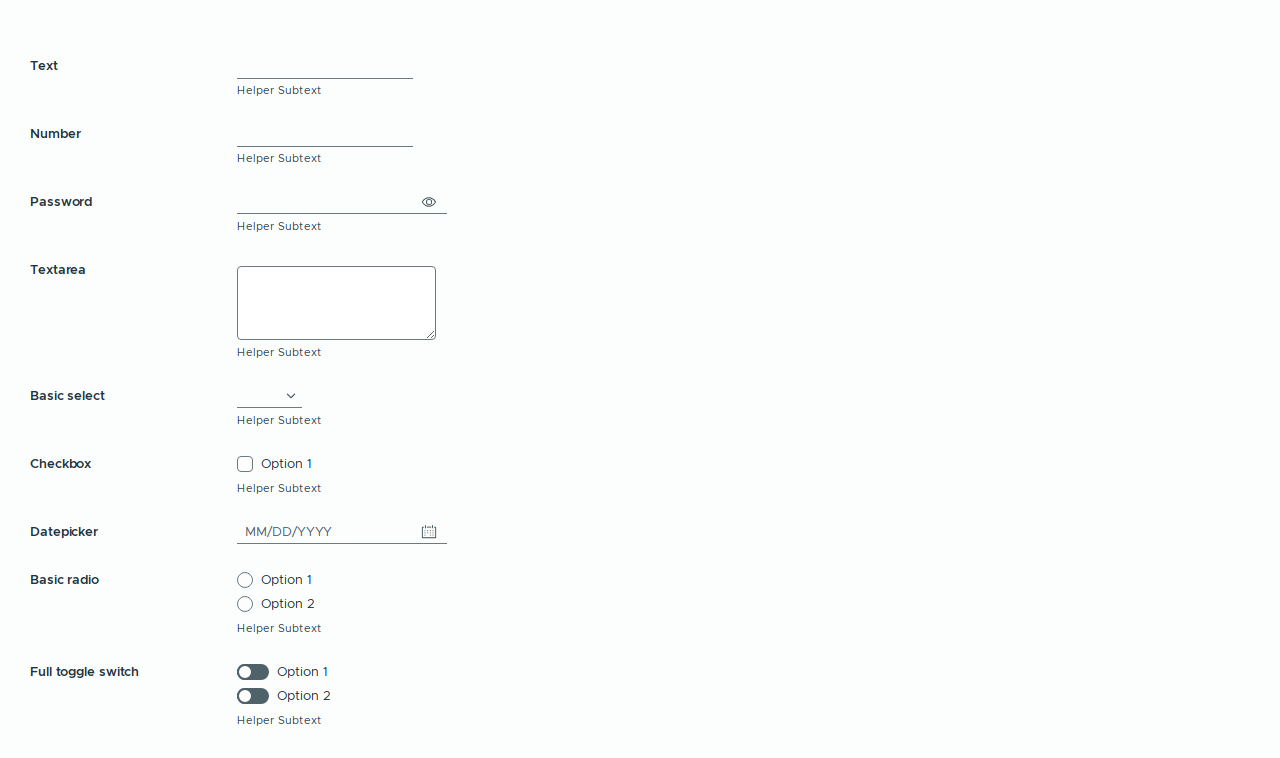 Text
Helper Subtext
Number
Helper Subtext
Password
Helper Subtext
Textarea
Helper Subtext
Basic select
Helper Subtext
Checkbox
Option 1
Helper Subtext
Datepicker
MM/DD/YYYY
Basic radio
Option 1
Option 2
Helper Subtext
Full toggle switch
Option 1
Option 2
Helper Subtext